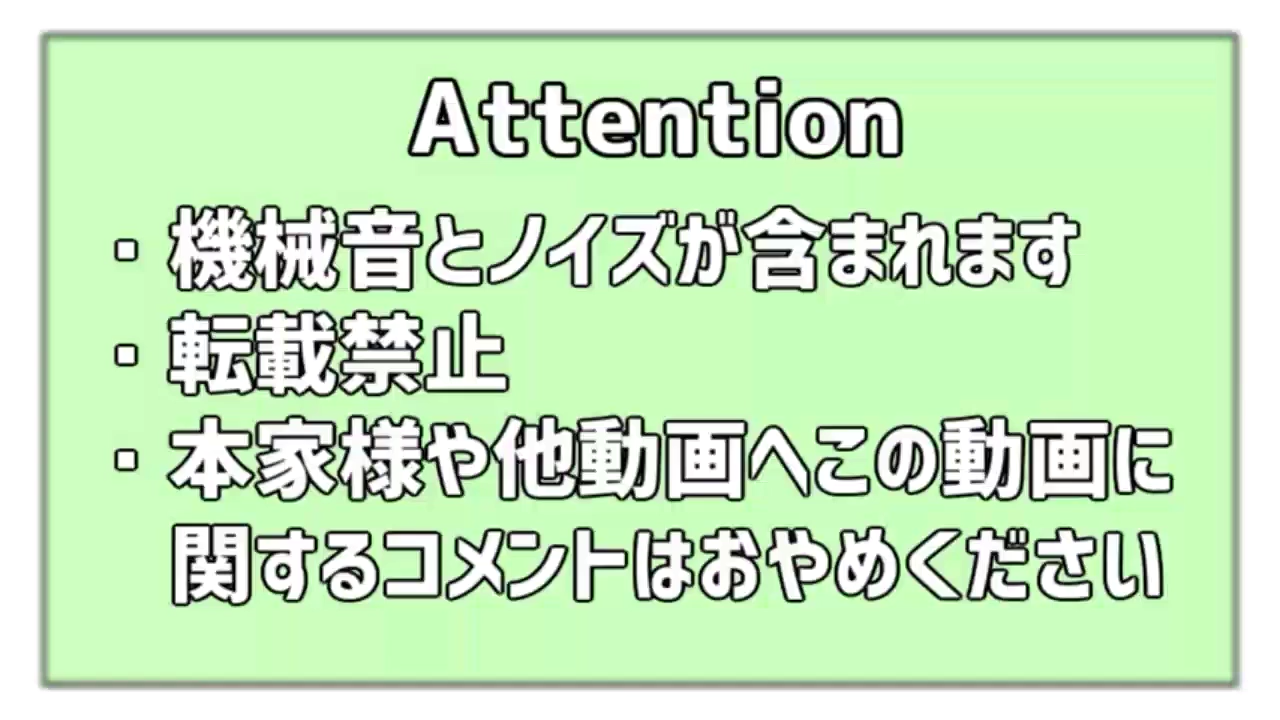 Attention
・機械音とノイズが含まれます
・転載禁止
・本家様や他動画へこの動画に
関するコメントはおやめください